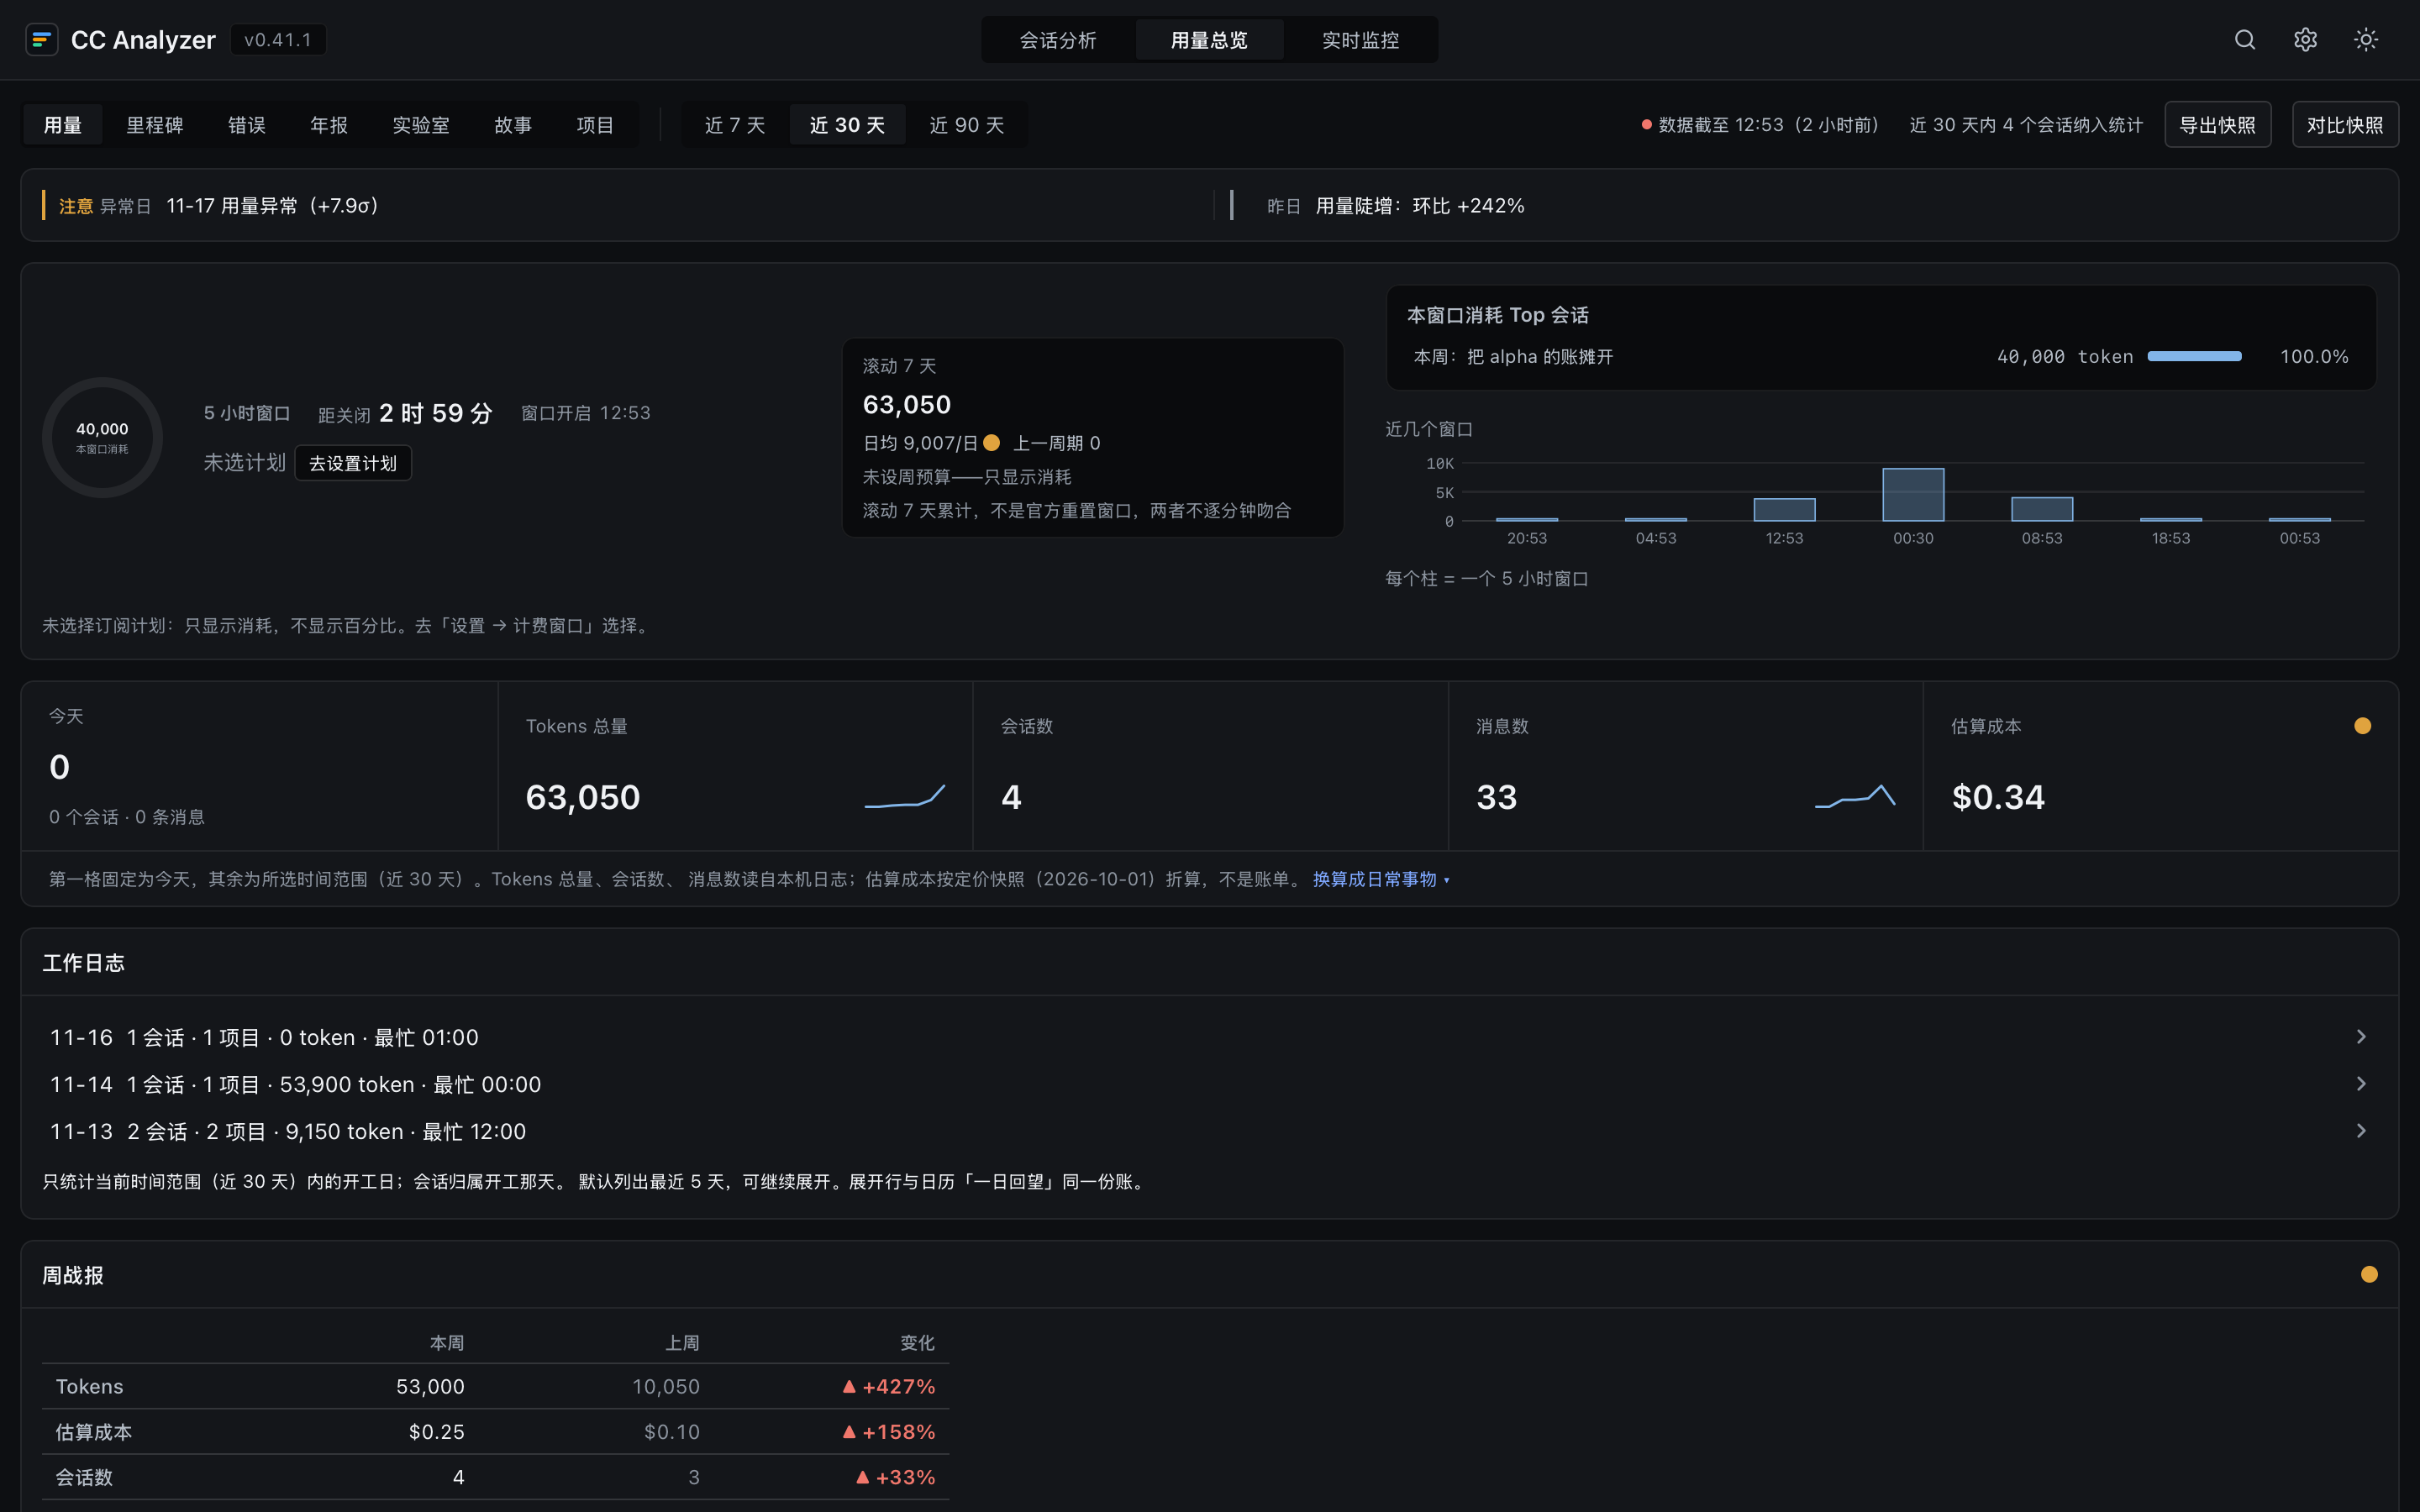 CC Analyzer v0.41.1
会话分析 用量总览 实时监控
用量 里程碑 错误 年报 实验室 故事 项目 近 7 天 近 30 天 近 90 天
数据截至 12:53（2 小时前） 近 30 天内 4 个会话纳入统计 导出快照 对比快照
注意 异常日 11-17 用量异常（+7.9σ）
昨日 用量陡增：环比 +242%
40,000
本窗口消耗
5 小时窗口 距关闭 2 时 59 分 窗口开启 12:53
未选计划 去设置计划
滚动 7 天
63,050
日均 9,007/日 上一周期 0
未设周预算——只显示消耗
滚动 7 天累计，不是官方重置窗口，两者不逐分钟吻合
本窗口消耗 Top 会话
本周：把 alpha 的账摊开 40,000 token 100.0%
近几个窗口
10K
5K
0
20:53 04:53 12:53 00:30 08:53 18:53 00:53
每个柱 = 一个 5 小时窗口
未选择订阅计划：只显示消耗，不显示百分比。去「设置 → 计费窗口」选择。
今天
0
0 个会话 · 0 条消息
Tokens 总量
63,050
会话数
4
消息数
33
估算成本
$0.34
第一格固定为今天，其余为所选时间范围（近 30 天）。Tokens 总量、会话数、 消息数读自本机日志；估算成本按定价快照（2026-10-01）折算，不是账单。 换算成日常事物 ▾
工作日志
11-16 1 会话 · 1 项目 · 0 token · 最忙 01:00
11-14 1 会话 · 1 项目 · 53,900 token · 最忙 00:00
11-13 2 会话 · 2 项目 · 9,150 token · 最忙 12:00
只统计当前时间范围（近 30 天）内的开工日；会话归属开工那天。 默认列出最近 5 天，可继续展开。展开行与日历「一日回望」同一份账。
周战报
本周 上周 变化
Tokens 53,000 10,050 ▲ +427%
估算成本 $0.25 $0.10 ▲ +158%
会话数 4 3 ▲ +33%